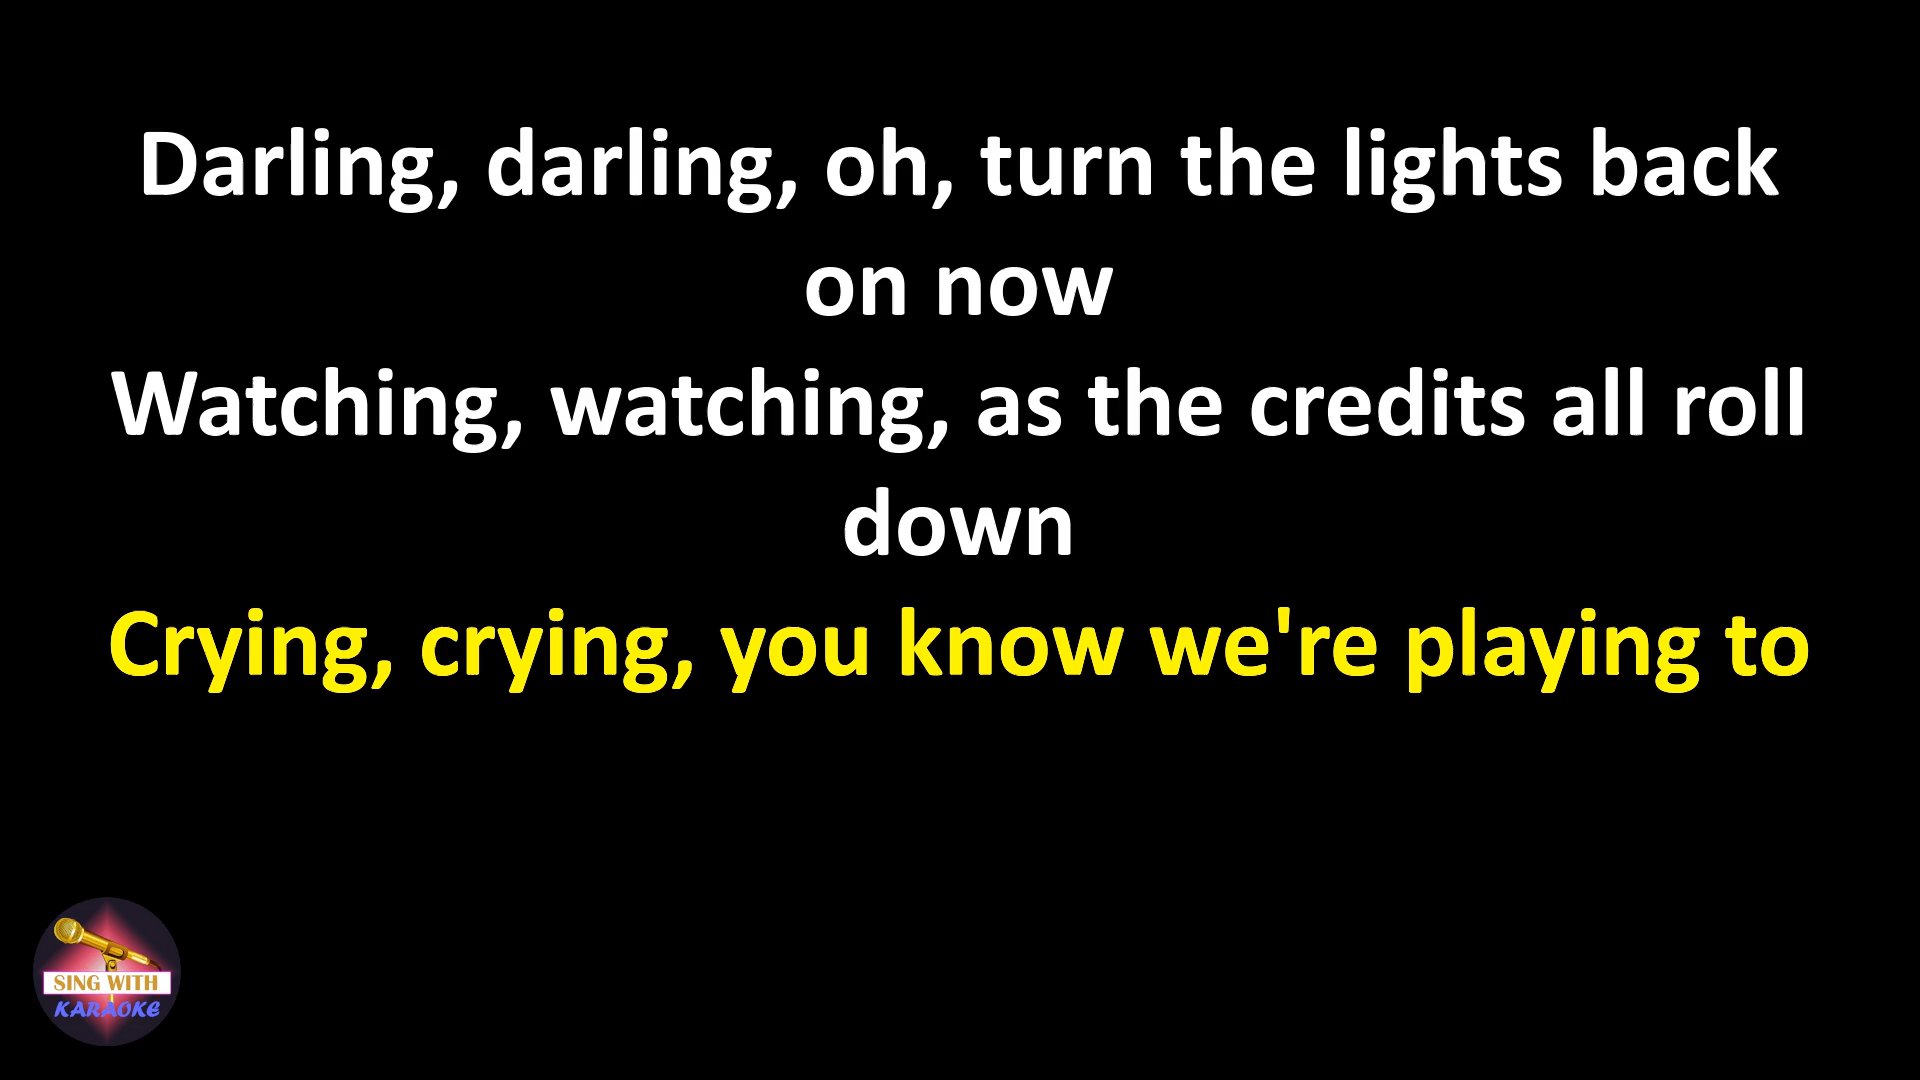 Darling, darling, oh, turn the lights back
on now
Watching, watching, as the credits all roll
down
Crying, crying, you know we're playing to
SING WITH
KARAOKE